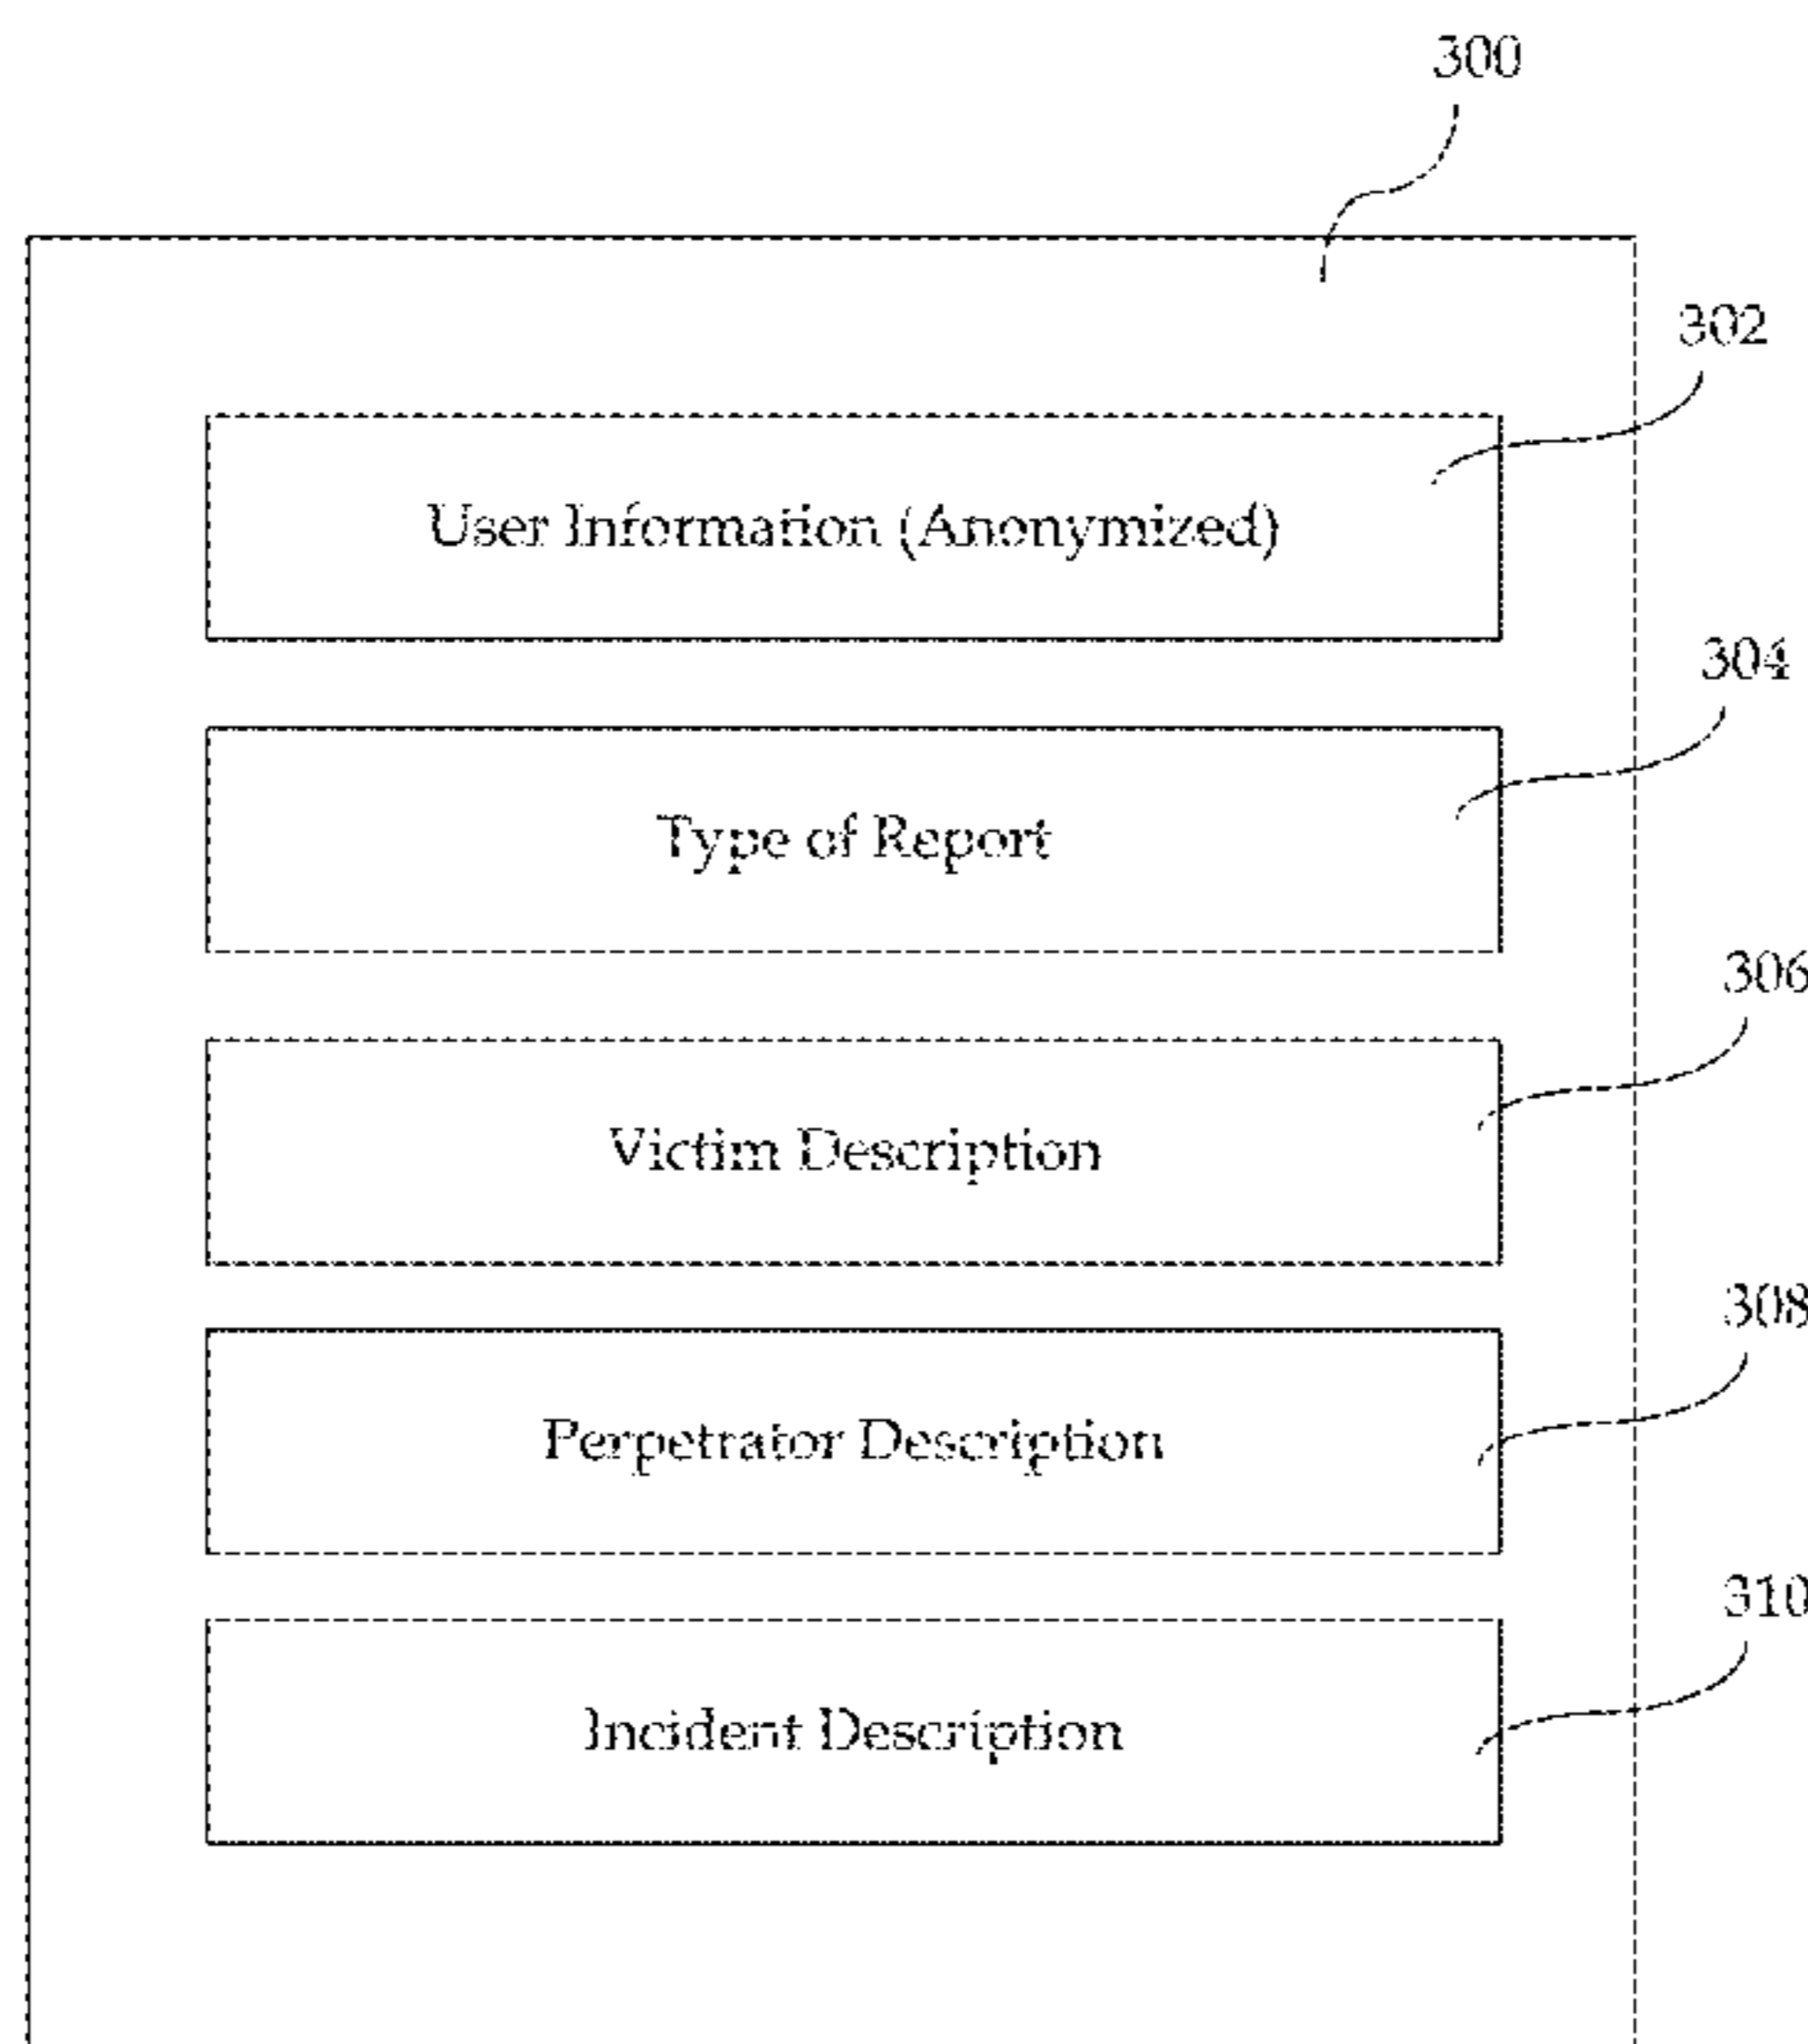 300
302
User Information (Anonymized)
304
Type of Report
306
Victim Description
308
Perpetrator Description
310
Incident Description